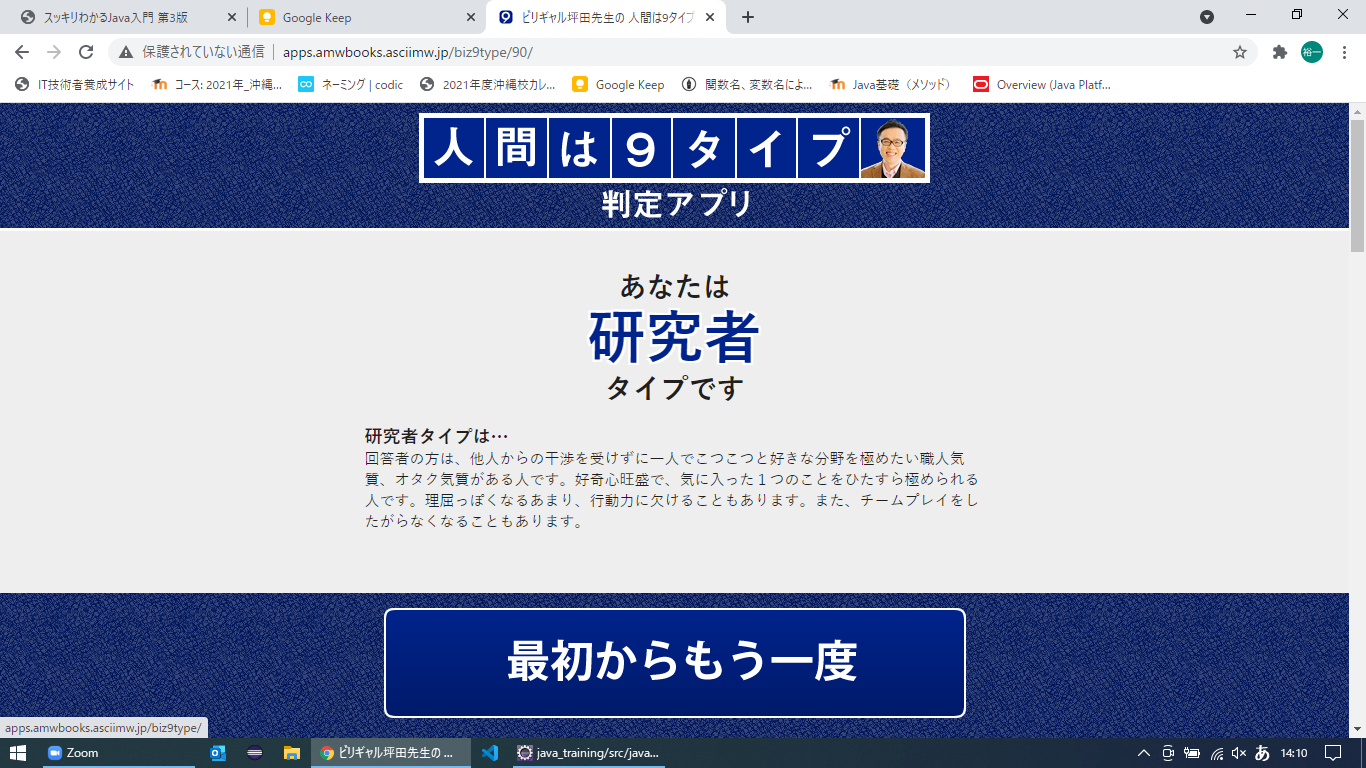 スッキリわかるJava入門 第3版
Google Keep
ビリギャル坪田先生の 人間は9タイプ
保護されていない通信
apps.amwbooks.asciimw.jp/biz9type/90/
裕一
IT技術者養成サイト
コース: 2021年_沖縄...
ネーミング | codic
2021年度沖縄校カレ...
Google Keep
関数名、変数名によ...
Java基礎（メソッド）
Overview (Java Platf...
人間は9タイプ
判定アプリ
あなたは
研究者
タイプです
研究者タイプは…
回答者の方は、他人からの干渉を受けずに一人でこつこつと好きな分野を極めたい職人気
質、オタク気質がある人です。好奇心旺盛で、気に入った１つのことをひたすら極められる
人です。理屈っぽくなるあまり、行動力に欠けることもあります。また、チームプレイをし
たがらなくなることもあります。
最初からもう一度
apps.amwbooks.asciimw.jp/biz9type/
Zoom
ビリギャル坪田先生の ...
java_training/src/java...
あ
14:10